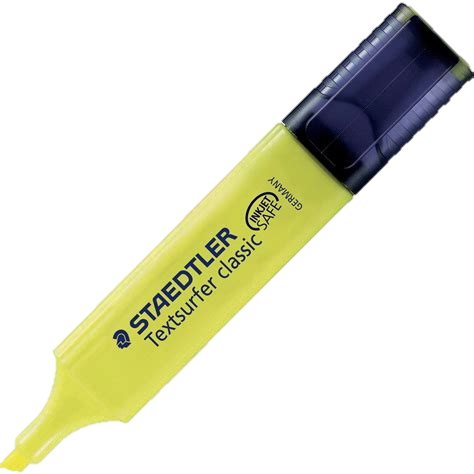 STAEDTLER
Textsurfer classic
INKJET
SAFE
GERMANY